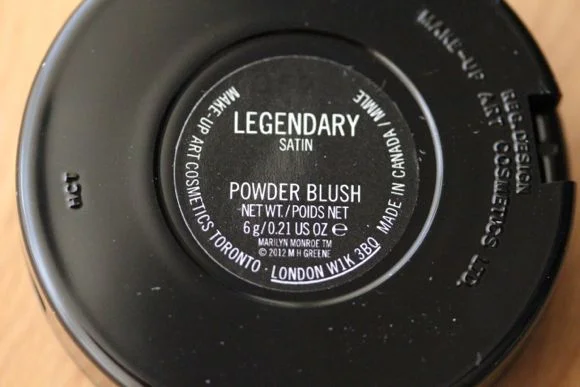 LEGENDARY
SATIN
POWDER BLUSH
NET WT./POIDS NET
6 g/0.21 US OZ ℮
MARILYN MONROE ™
© 2012 M H GREENE
MAKE-UP ART COSMETICS TORONTO · LONDON W1K 3BQ MADE IN CANADA / MMLE
MAKE-UP ART COSMETICS LTD.
REG.DESIGN